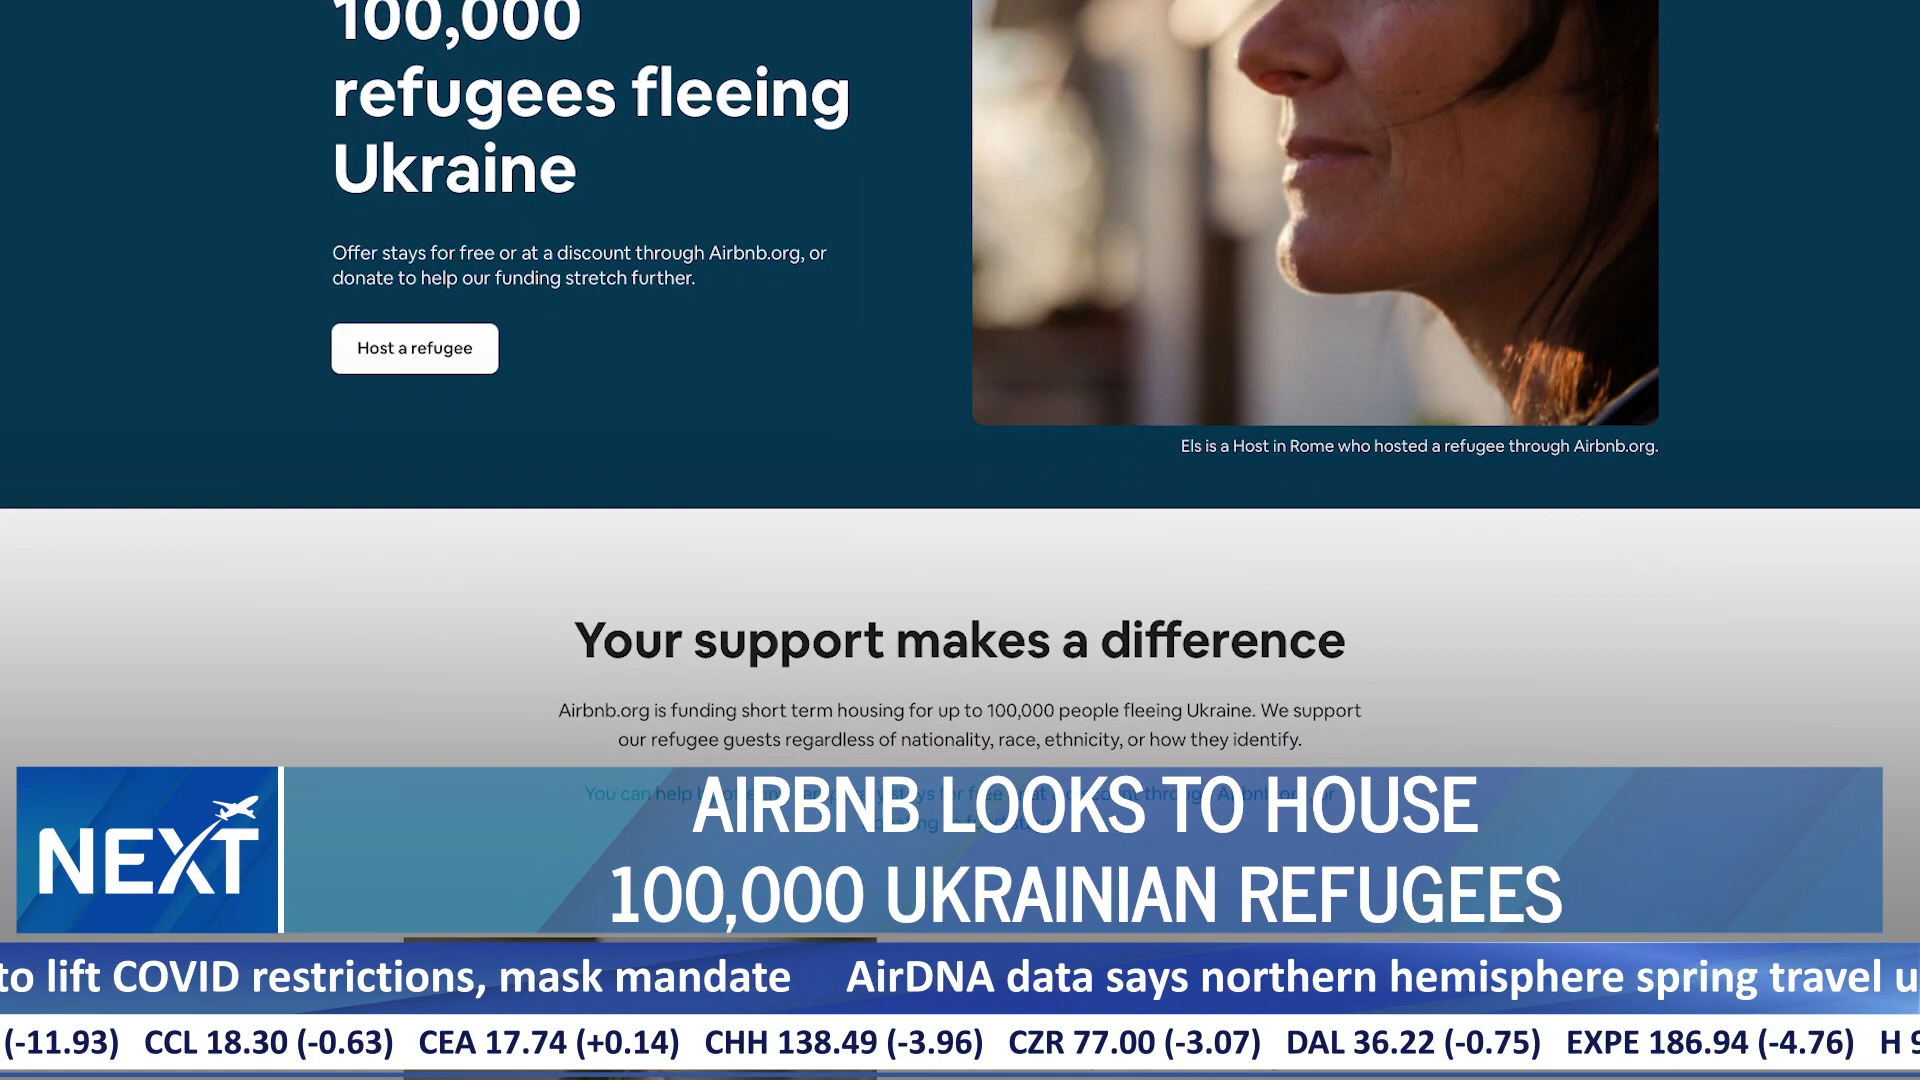 100,000
refugees fleeing
Ukraine
Offer stays for free or at a discount through Airbnb.org, or
donate to help our funding stretch further.
Host a refugee
Els is a Host in Rome who hosted a refugee through Airbnb.org.
Your support makes a difference
Airbnb.org is funding short term housing for up to 100,000 people fleeing Ukraine. We support
our refugee guests regardless of nationality, race, ethnicity, or how they identify.
You can help
NEXT
AIRBNB LOOKS TO HOUSE
100,000 UKRAINIAN REFUGEES
to lift COVID restrictions, mask mandate AirDNA data says northern hemisphere spring travel u
(-11.93) CCL 18.30 (-0.63) CEA 17.74 (+0.14) CHH 138.49 (-3.96) CZR 77.00 (-3.07) DAL 36.22 (-0.75) EXPE 186.94 (-4.76) H 9